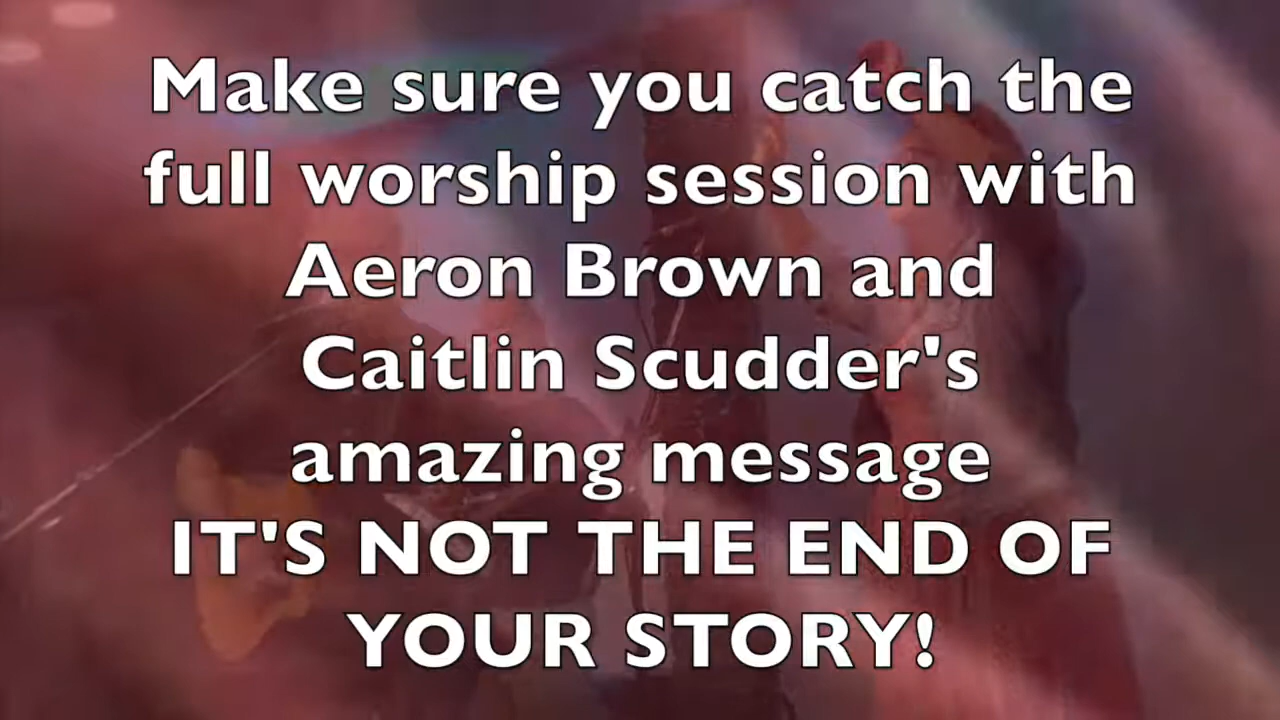 Make sure you catch the
full worship session with
Aeron Brown and
Caitlin Scudder's
amazing message
IT'S NOT THE END OF
YOUR STORY!